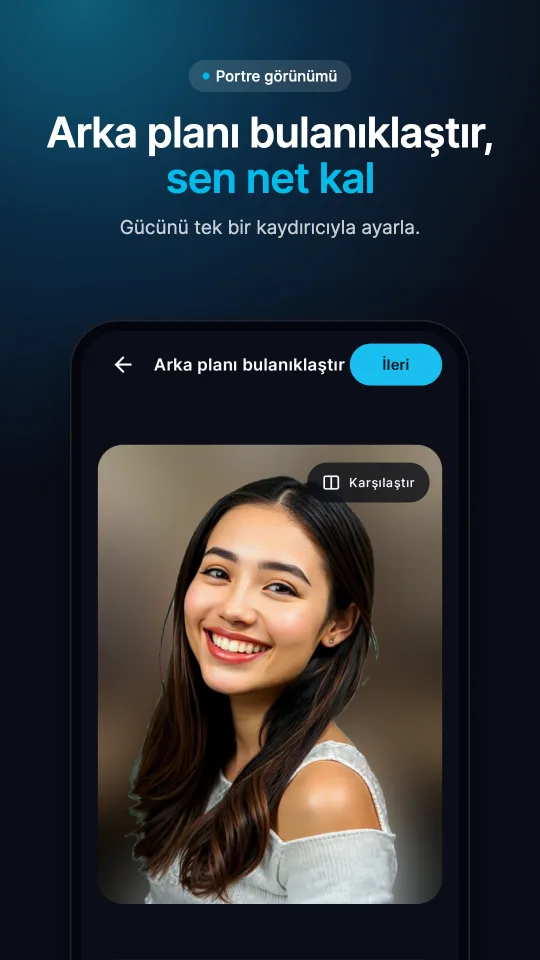 Portre görünümü
Arka planı bulanıklaştır,
sen net kal
Gücünü tek bir kaydırıcıyla ayarla.
Arka planı bulanıklaştır
İleri
Karşılaştır